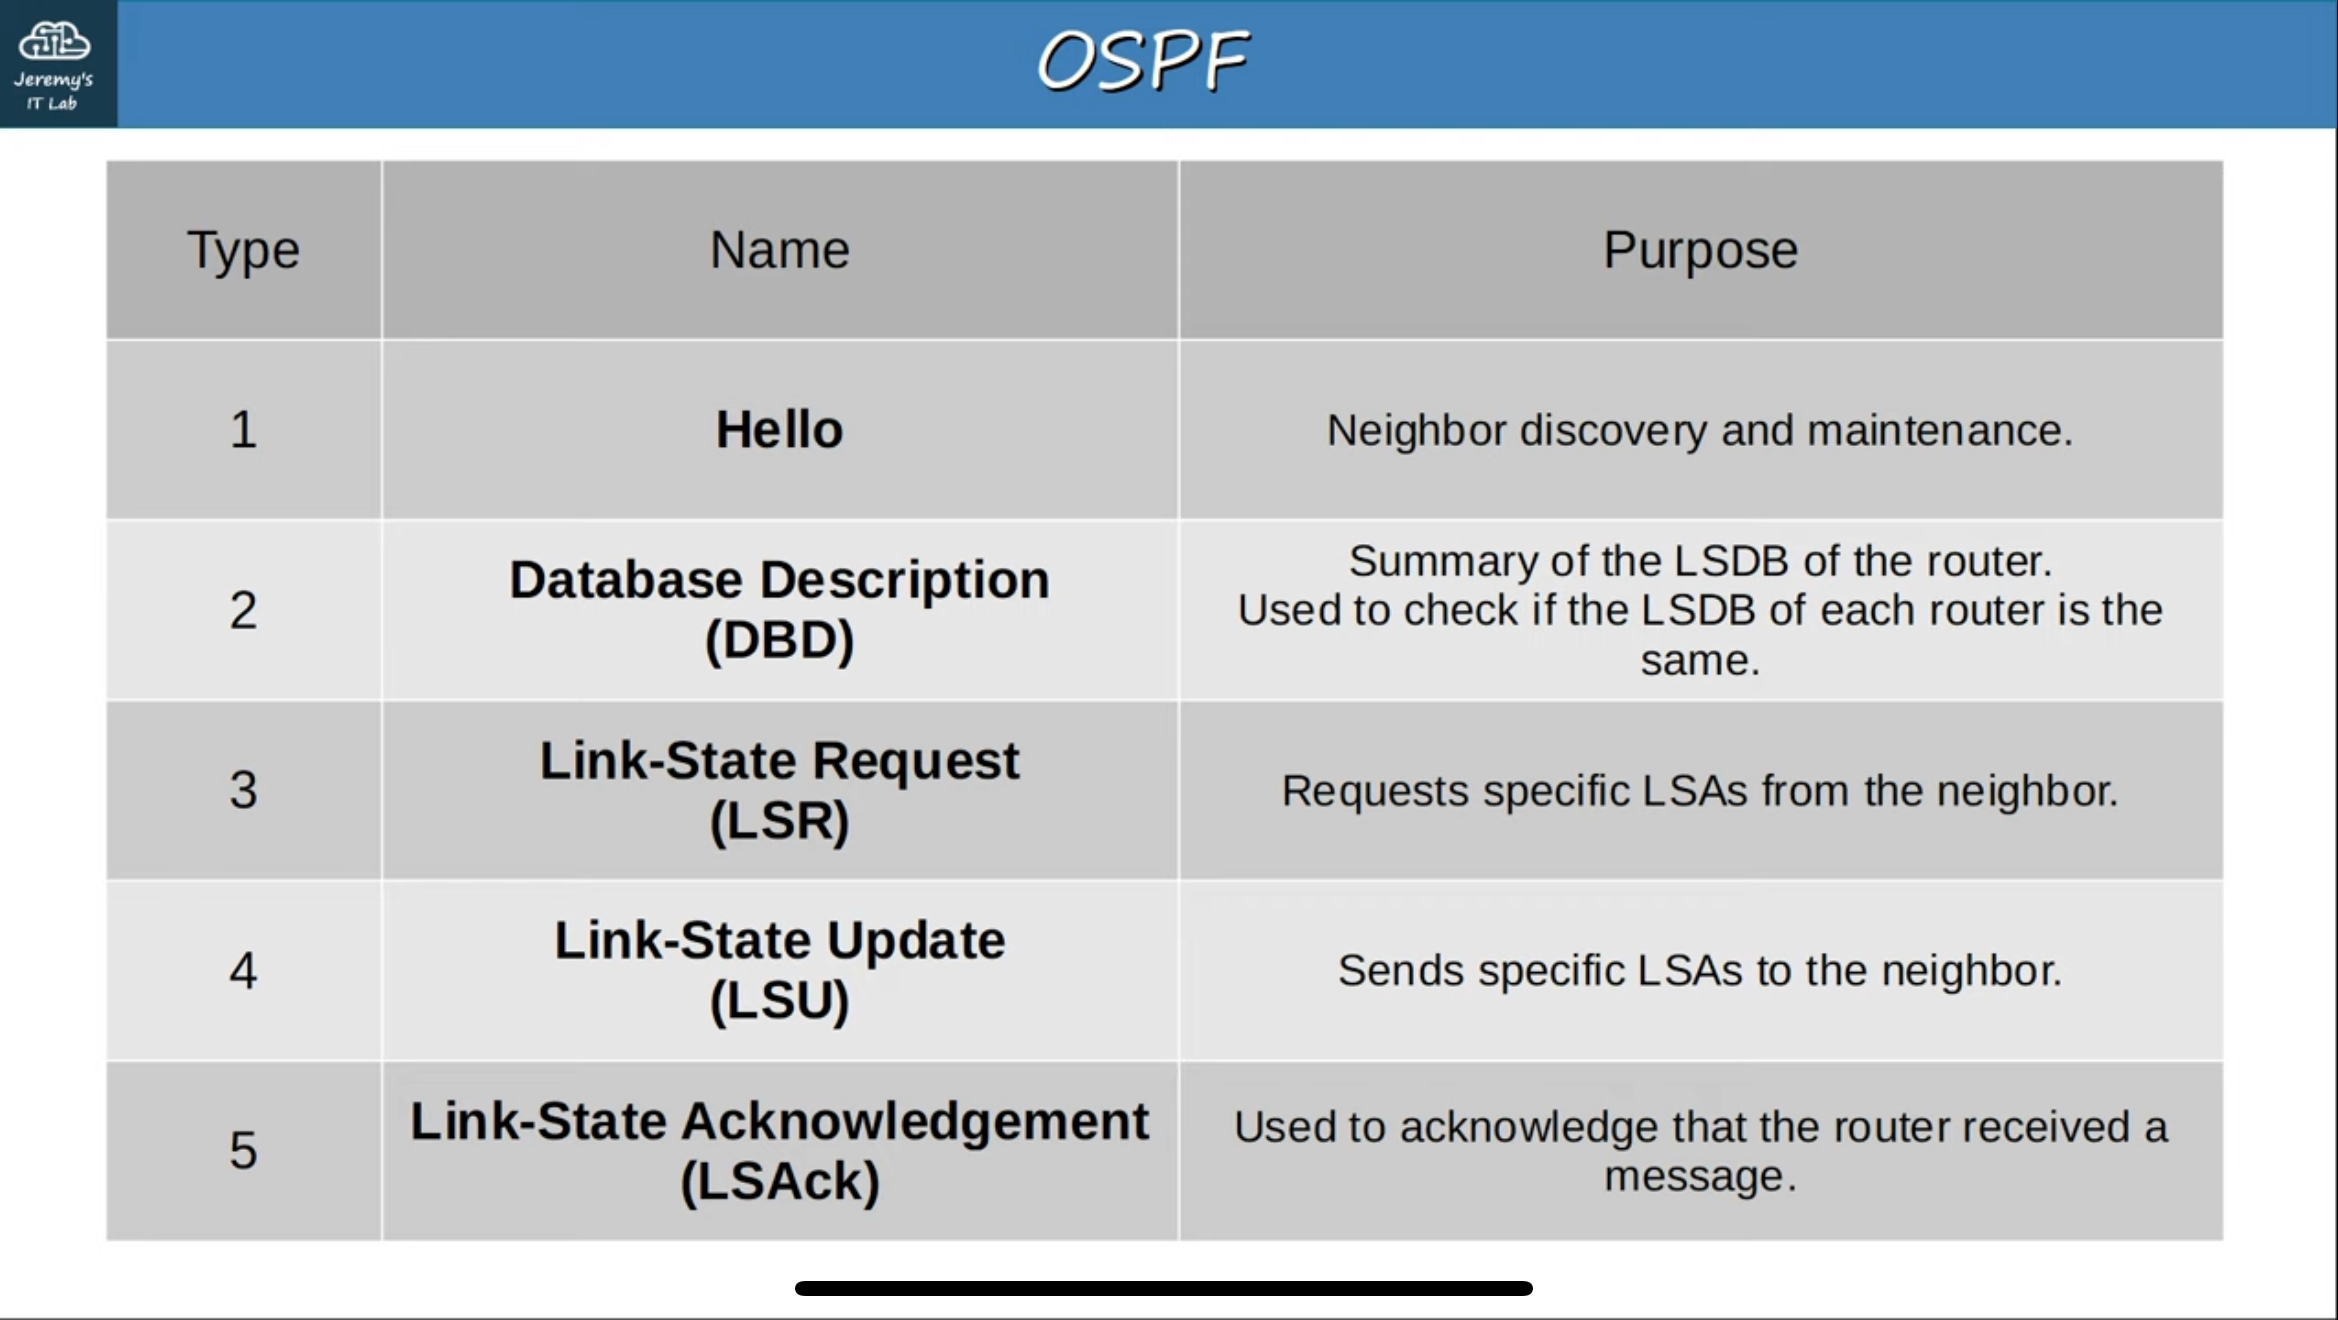 Jeremy's
IT Lab
OSPF
Type
Name
Purpose
1
Hello
Neighbor discovery and maintenance.
2
Database Description
(DBD)
Summary of the LSDB of the router.
Used to check if the LSDB of each router is the
same.
3
Link-State Request
(LSR)
Requests specific LSAs from the neighbor.
4
Link-State Update
(LSU)
Sends specific LSAs to the neighbor.
5
Link-State Acknowledgement
(LSAck)
Used to acknowledge that the router received a
message.